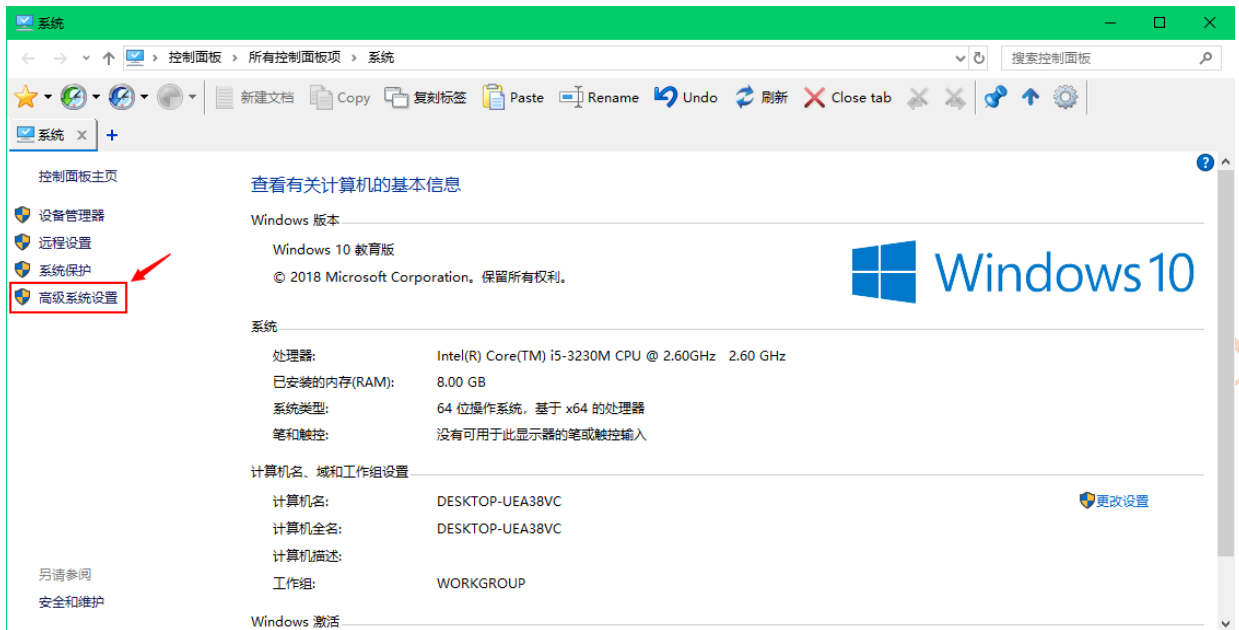 系统
控制面板 › 所有控制面板项 › 系统
搜索控制面板
新建文档 Copy 复刻标签 Paste Rename Undo 刷新 Close tab
系统 x +
控制面板主页
设备管理器
远程设置
系统保护
高级系统设置
另请参阅
安全和维护
查看有关计算机的基本信息
Windows 版本
Windows 10 教育版
© 2018 Microsoft Corporation。保留所有权利。
Windows 10
系统
处理器: Intel(R) Core(TM) i5-3230M CPU @ 2.60GHz 2.60 GHz
已安装的内存(RAM): 8.00 GB
系统类型: 64 位操作系统, 基于 x64 的处理器
笔和触控: 没有可用于此显示器的笔或触控输入
计算机名、域和工作组设置
计算机名: DESKTOP-UEA38VC 更改设置
计算机全名: DESKTOP-UEA38VC
计算机描述:
工作组: WORKGROUP
Windows 激活